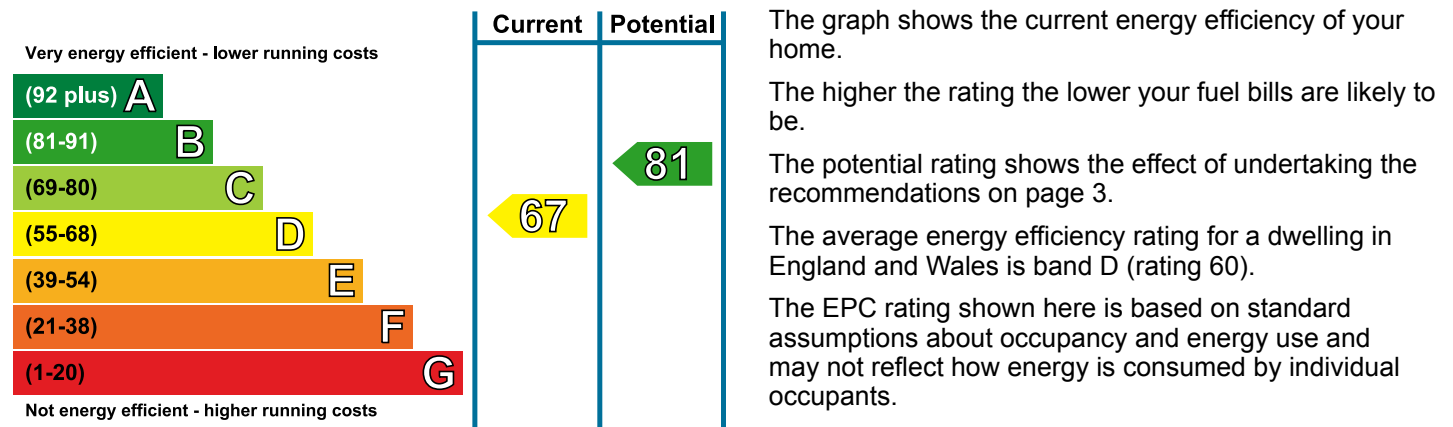 Current Potential
Very energy efficient - lower running costs
(92 plus) A
(81-91) B
(69-80) C
(55-68) D
(39-54) E
(21-38) F
(1-20) G
Not energy efficient - higher running costs
67
81
The graph shows the current energy efficiency of your
home.
The higher the rating the lower your fuel bills are likely to
be.
The potential rating shows the effect of undertaking the
recommendations on page 3.
The average energy efficiency rating for a dwelling in
England and Wales is band D (rating 60).
The EPC rating shown here is based on standard
assumptions about occupancy and energy use and
may not reflect how energy is consumed by individual
occupants.